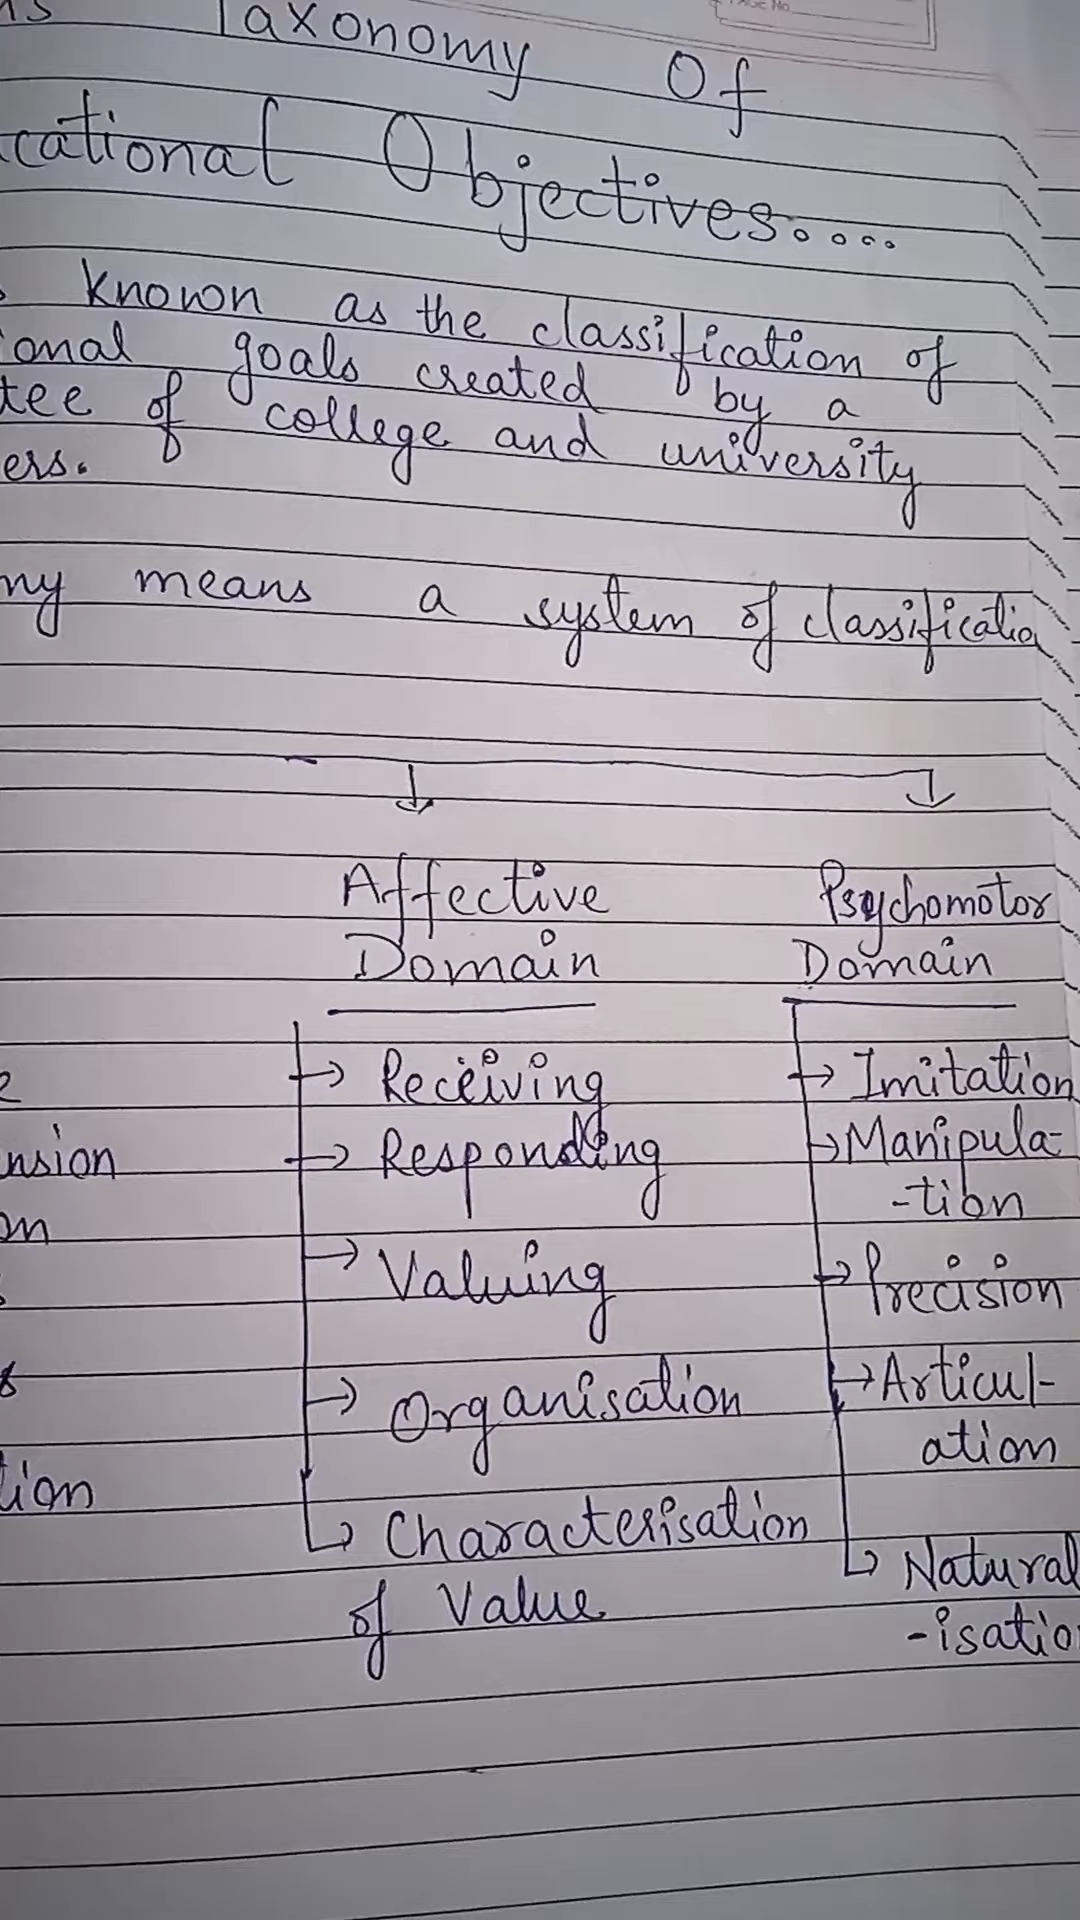 Taxonomy Of
cational Objectives....
known as the classification of
onal goals created by a
tee of college and university
ers.
ny means a system of classificatio
Affective Psychomotor
Domain Domain
→ Receiving → Imitation
nsion → Responding → Manipula-
-tion
on
→ Valuing → Precision
→ Organisation → Articul-
ation
tion
→ Characterisation
of Value
→ Natural
-isatio